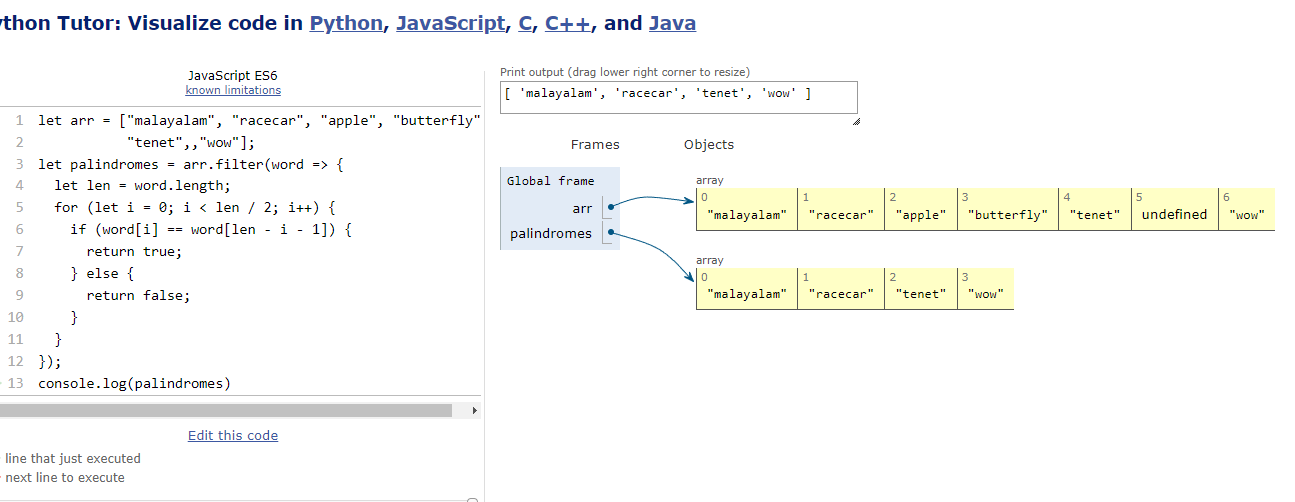 ython Tutor: Visualize code in Python, JavaScript, C, C++, and Java
JavaScript ES6
known limitations
1 let arr = ["malayalam", "racecar", "apple", "butterfly"
2 "tenet",,"wow"];
3 let palindromes = arr.filter(word => {
4 let len = word.length;
5 for (let i = 0; i < len / 2; i++) {
6 if (word[i] == word[len - i - 1]) {
7 return true;
8 } else {
9 return false;
10 }
11 }
12 });
13 console.log(palindromes)
Edit this code
line that just executed
next line to execute
Print output (drag lower right corner to resize)
[ 'malayalam', 'racecar', 'tenet', 'wow' ]
Frames Objects
Global frame
arr
palindromes
array
0 1 2 3 4 5 6
"malayalam" "racecar" "apple" "butterfly" "tenet" undefined "wow"
array
0 1 2 3
"malayalam" "racecar" "tenet" "wow"